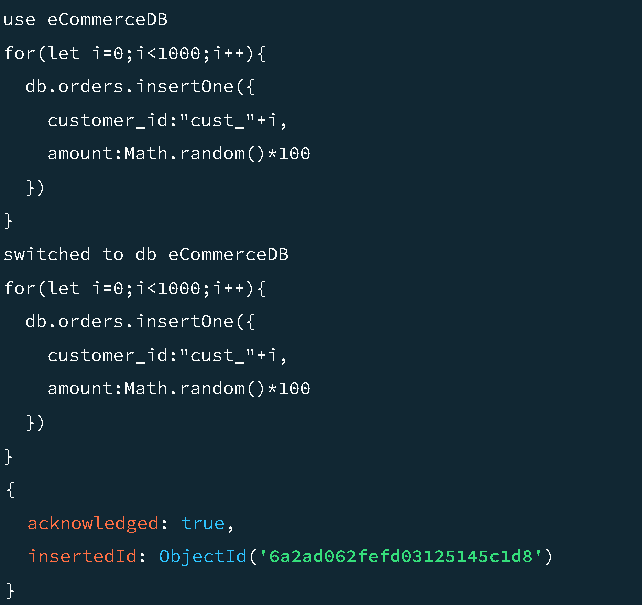 use eCommerceDB
for(let i=0;i<1000;i++){
db.orders.insertOne({
customer_id:"cust_"+i,
amount:Math.random()*100
})
}
switched to db eCommerceDB
for(let i=0;i<1000;i++){
db.orders.insertOne({
customer_id:"cust_"+i,
amount:Math.random()*100
})
}
{
acknowledged: true,
insertedId: ObjectId('6a2ad062fefd03125145c1d8')
}